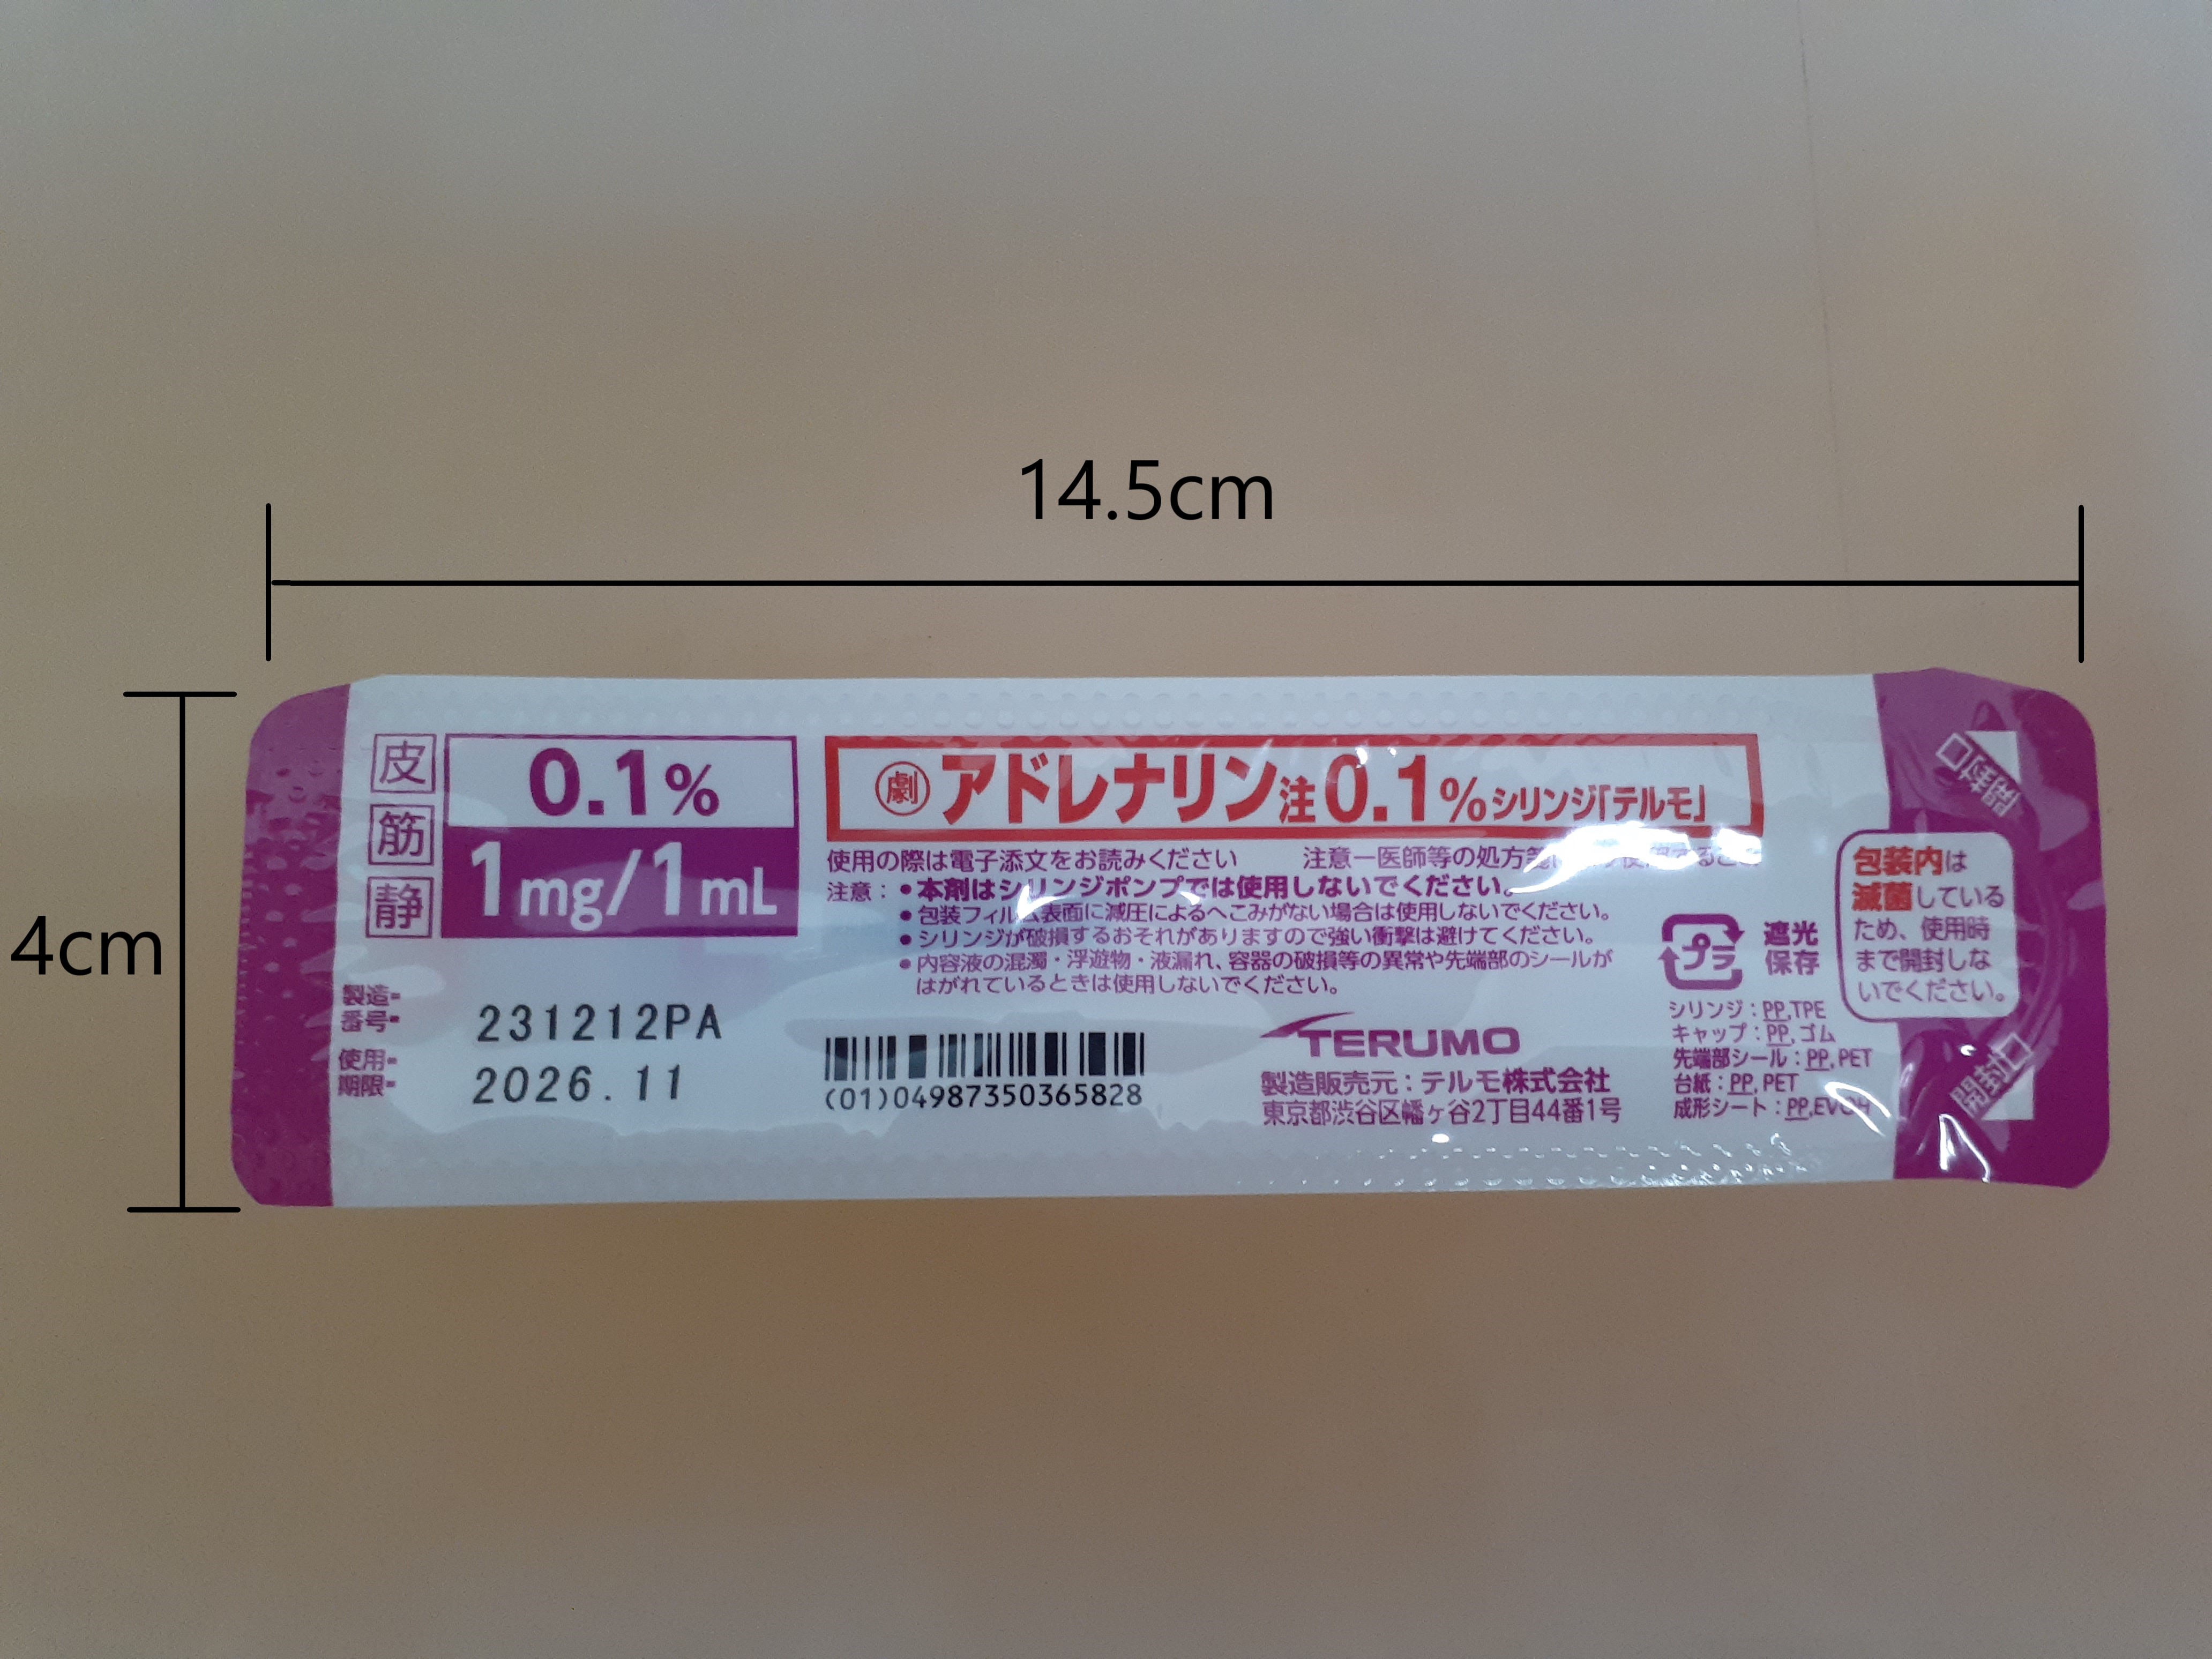 14.5cm
4cm
皮
筋
静
0.1%
1mg/1mL
劇 アドレナリン注0.1%シリンジ「テルモ」
使用の際は電子添文をお読みください
注意ー医師等の処方箋
注意：●本剤はシリンジポンプでは使用しないでください。
●包装フィルム表面に減圧によるへこみがない場合は使用しないでください。
●シリンジが破損するおそれがありますので強い衝撃は避けてください。
●内容液の混濁・浮遊物・液漏れ、容器の破損等の異常や先端部のシールが
はがれているときは使用しないでください。
製造番号 231212PA
使用期限 2026.11
(01)04987350365828
TERUMO
製造販売元：テルモ株式会社
東京都渋谷区幡ヶ谷2丁目44番1号
プラ
遮光
保存
シリンジ：PP,TPE
キャップ：PP,ゴム
先端部シール：PP,PET
台紙：PP,PET
成形シート：PP,EVOH
開封口
包装内は
滅菌している
ため、使用時
まで開封しな
いでください。
開封口